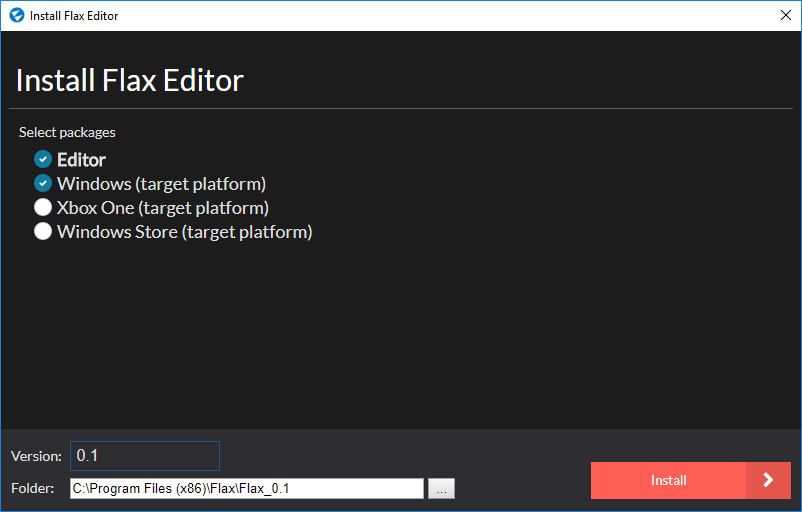 Install Flax Editor
Install Flax Editor
Select packages
Editor
Windows (target platform)
Xbox One (target platform)
Windows Store (target platform)
Version: 0.1
Folder: C:\Program Files (x86)\Flax\Flax_0.1 ...
Install